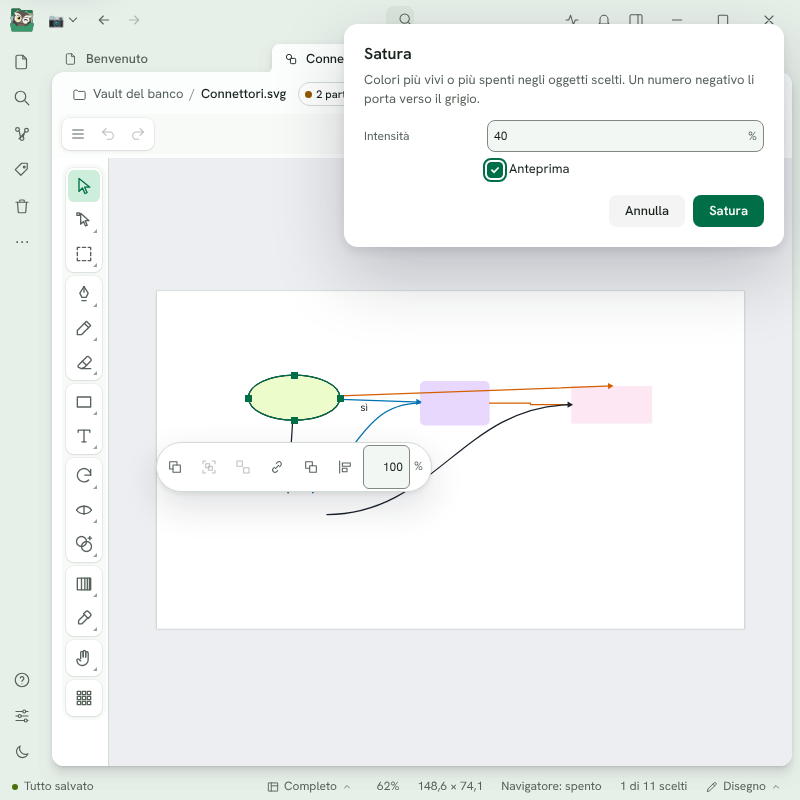 Benvenuto
Conne
Vault del banco / Connettori.svg
2 part
Satura
Colori più vivi o più spenti negli oggetti scelti. Un numero negativo li
porta verso il grigio.
Intensità
40 %
Anteprima
Annulla
Satura
sì
100 %
Tutto salvato
Completo
62%
148,6 × 74,1
Navigatore: spento
1 di 11 scelti
Disegno